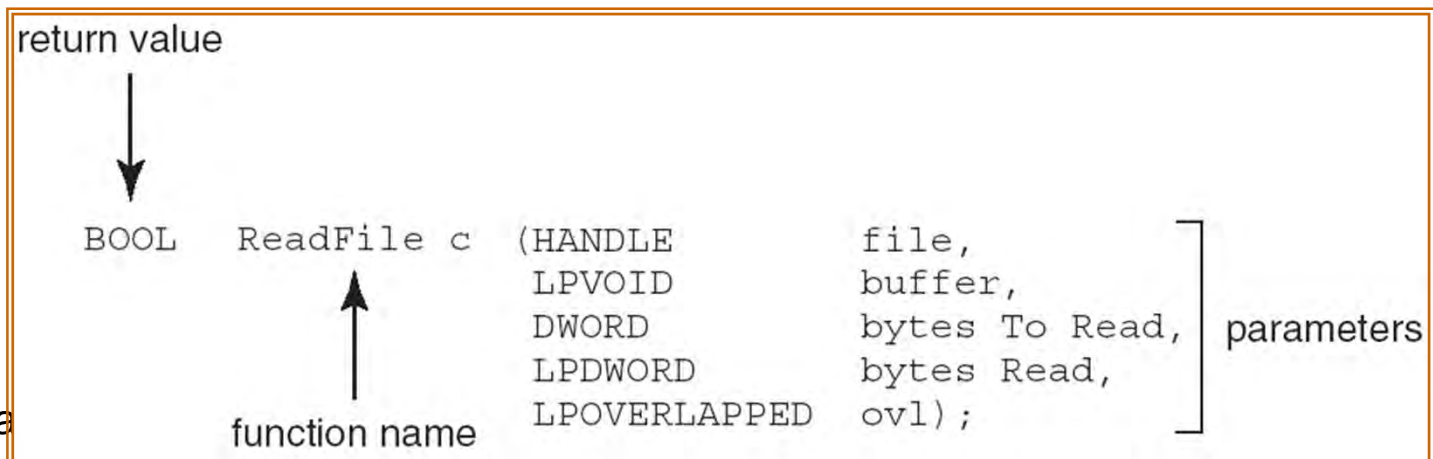 return value
BOOL ReadFile c (HANDLE file,
LPVOID buffer,
DWORD bytes To Read,
LPDWORD bytes Read,
LPOVERLAPPED ovl);
parameters
function name